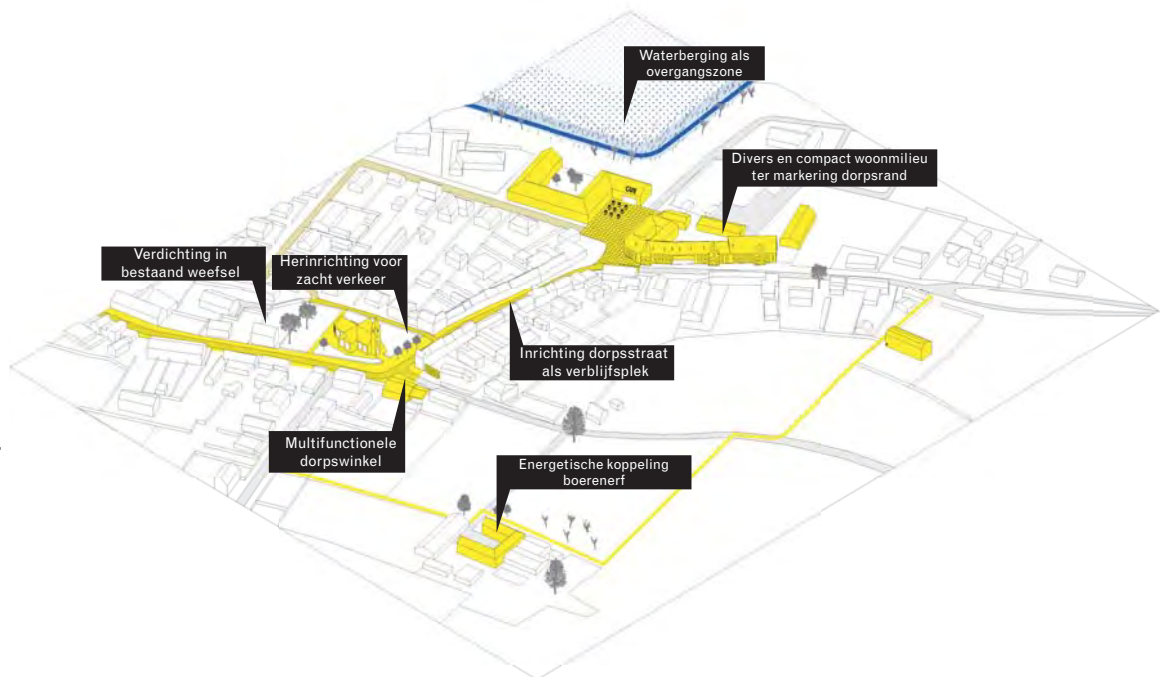 Waterberging als
overgangszone
Divers en compact woonmilieu
ter markering dorpsrand
Verdichting in
bestaand weefsel
Herinrichting voor
zacht verkeer
Inrichting dorpsstraat
als verblijfsplek
Multifunctionele
dorpswinkel
Energetische koppeling
boerenerf